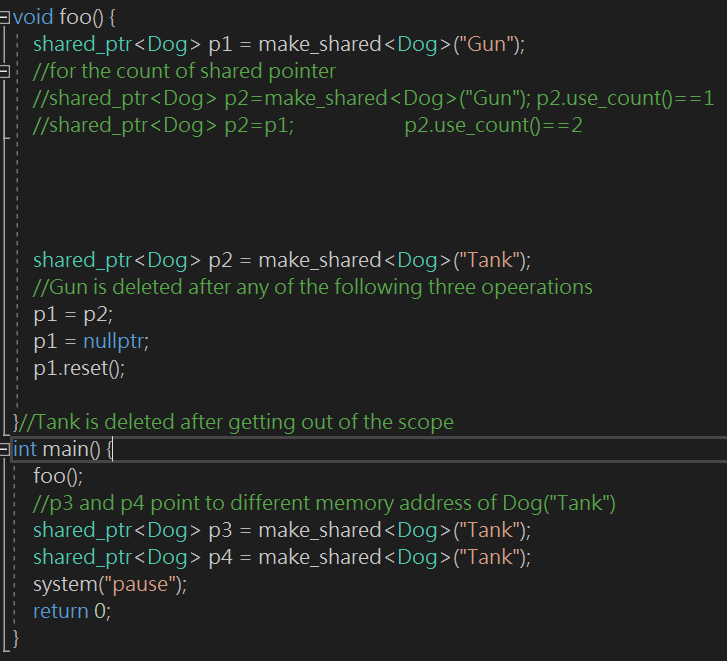 void foo() {
shared_ptr<Dog> p1 = make_shared<Dog>("Gun");
//for the count of shared pointer
//shared_ptr<Dog> p2=make_shared<Dog>("Gun"); p2.use_count()==1
//shared_ptr<Dog> p2=p1; p2.use_count()==2
shared_ptr<Dog> p2 = make_shared<Dog>("Tank");
//Gun is deleted after any of the following three opeerations
p1 = p2;
p1 = nullptr;
p1.reset();
}//Tank is deleted after getting out of the scope
int main() {
foo();
//p3 and p4 point to different memory address of Dog("Tank")
shared_ptr<Dog> p3 = make_shared<Dog>("Tank");
shared_ptr<Dog> p4 = make_shared<Dog>("Tank");
system("pause");
return 0;
}